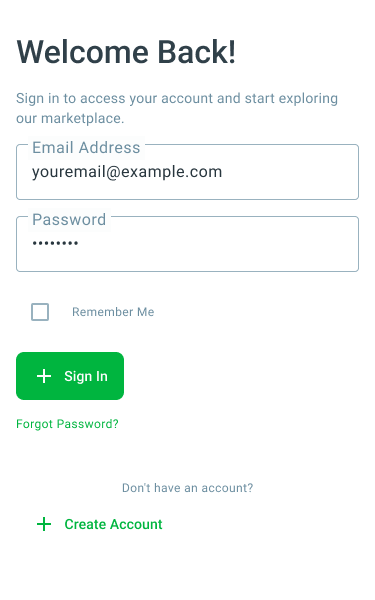 Welcome Back!
Sign in to access your account and start exploring
our marketplace.
Email Address
youremail@example.com
Password
••••••••
Remember Me
Sign In
Forgot Password?
Don't have an account?
Create Account